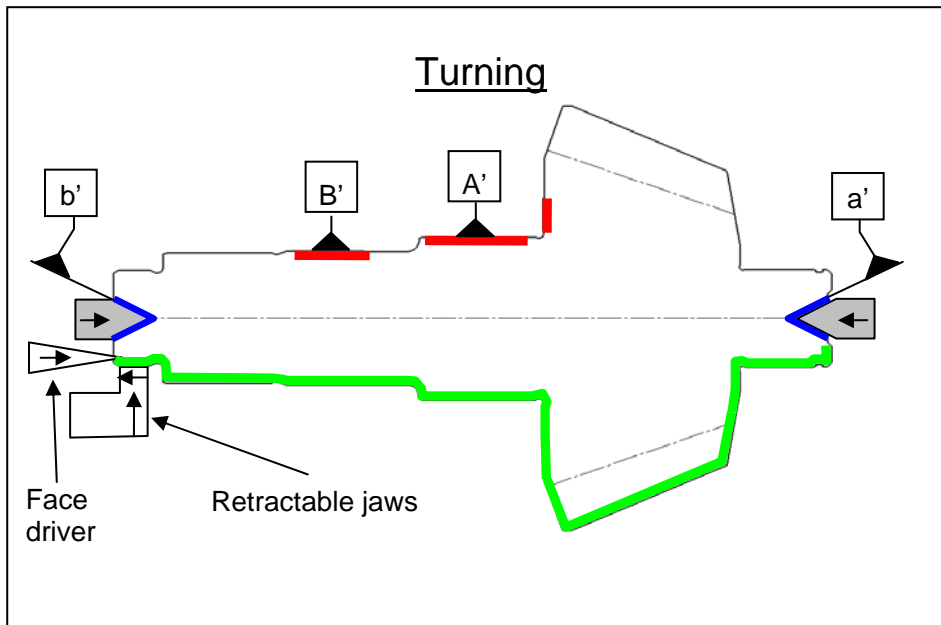 Turning
b’
B’
A’
a’
Face
driver
Retractable jaws